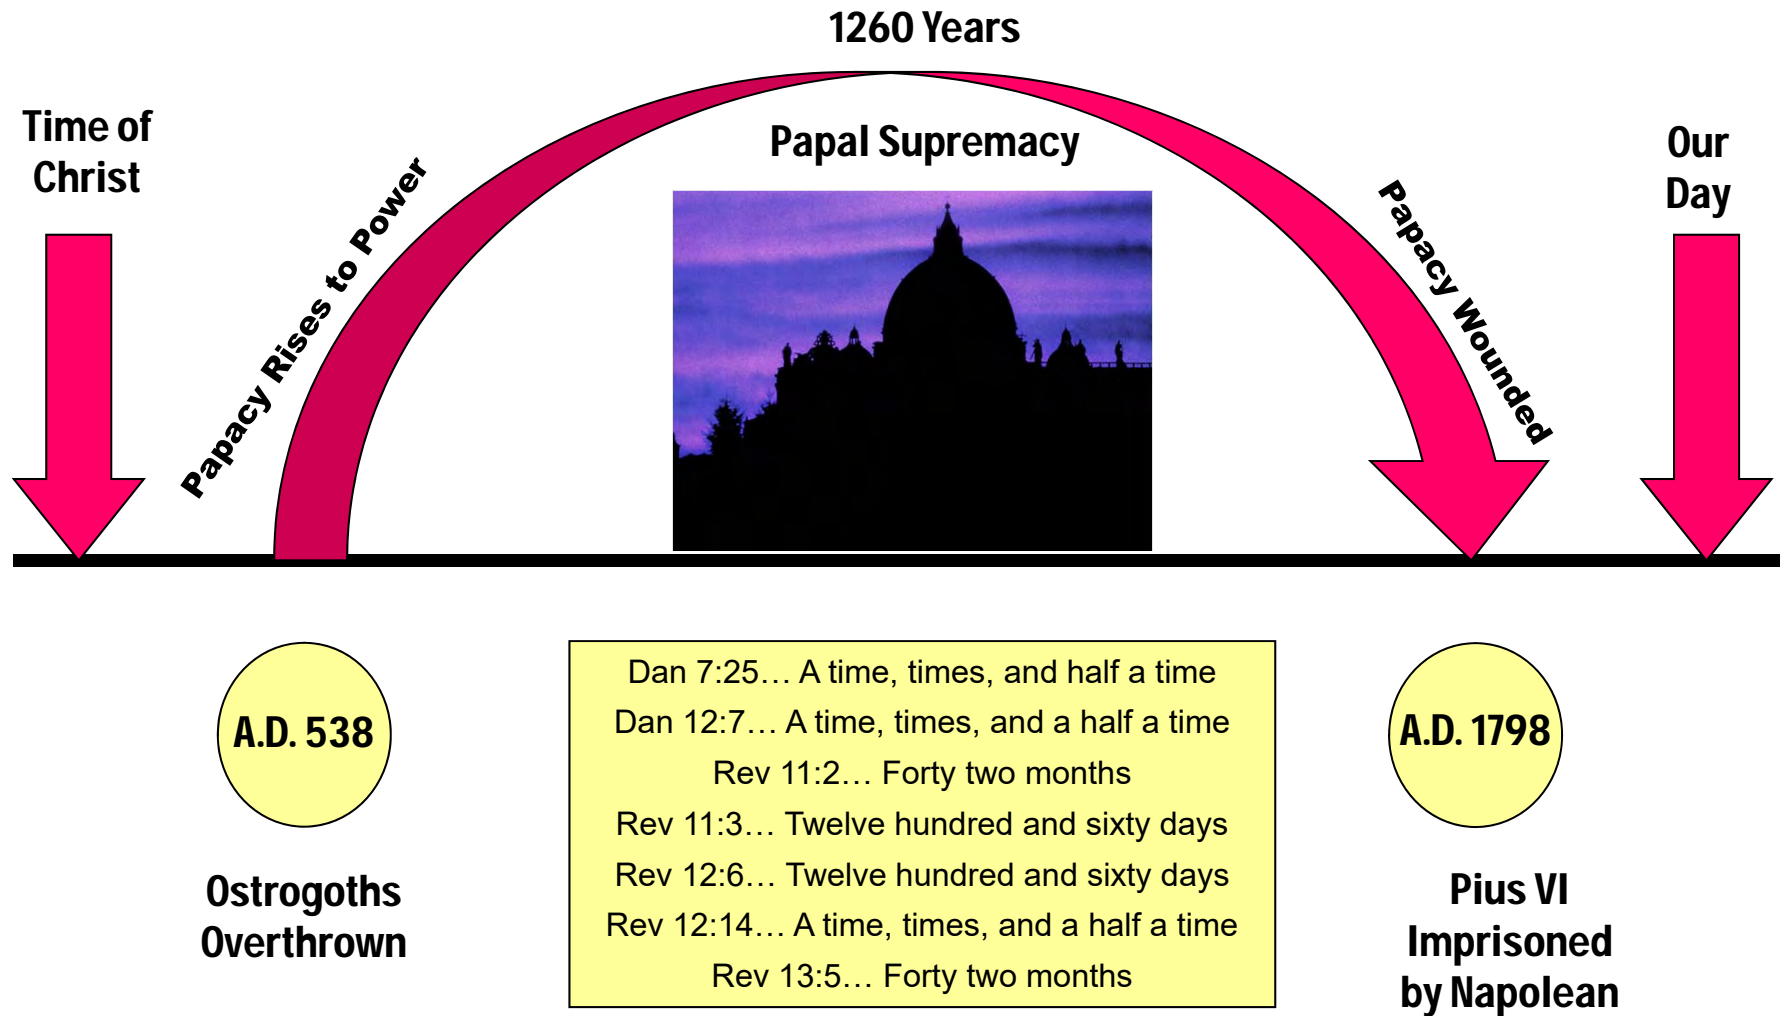 1260 Years
Time of
Christ
Papacy Rises to Power
Papal Supremacy
Papacy Wounded
Our
Day
A.D. 538
Ostrogoths
Overthrown
Dan 7:25… A time, times, and half a time
Dan 12:7… A time, times, and a half a time
Rev 11:2… Forty two months
Rev 11:3… Twelve hundred and sixty days
Rev 12:6… Twelve hundred and sixty days
Rev 12:14… A time, times, and a half a time
Rev 13:5… Forty two months
A.D. 1798
Pius VI
Imprisoned
by Napolean